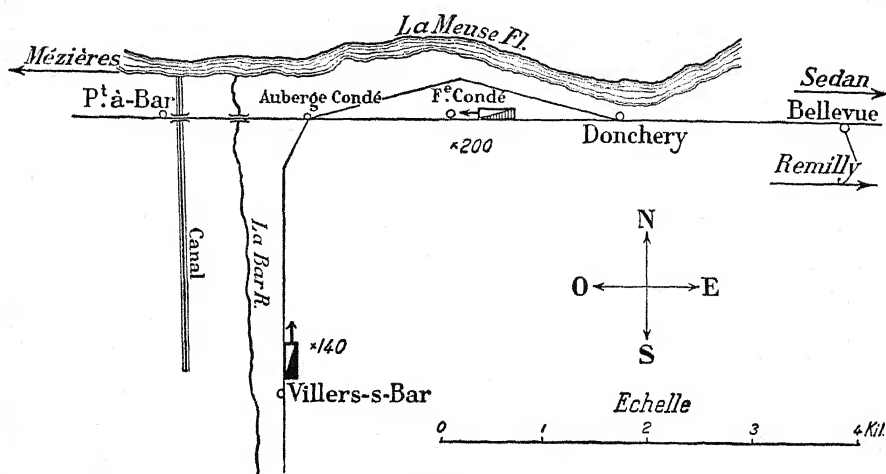 La Meuse Fl.
Mézières
Sedan
Pt. à-Bar
Auberge Condé
Fe. Condé
Bellevue
×200
Donchery
Remilly
Canal
La Bar R.
N
O E
S
×140
Villers-s-Bar
Echelle
0 1 2 3 4 Kil.